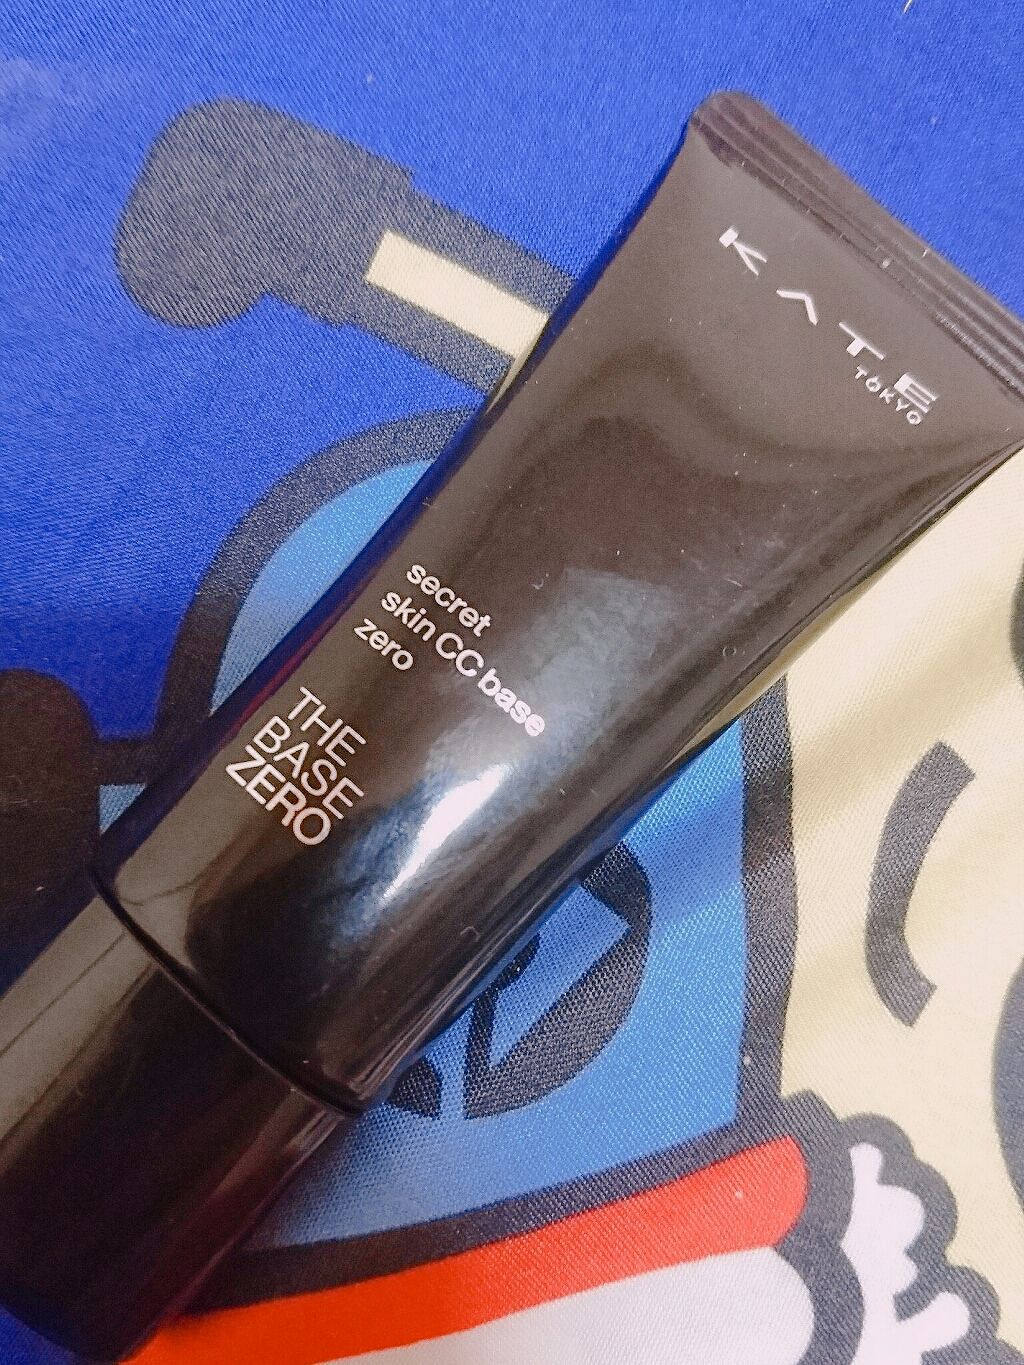 KATE
TOKYO
secret
skin CC base
zero
THE
BASE
ZERO